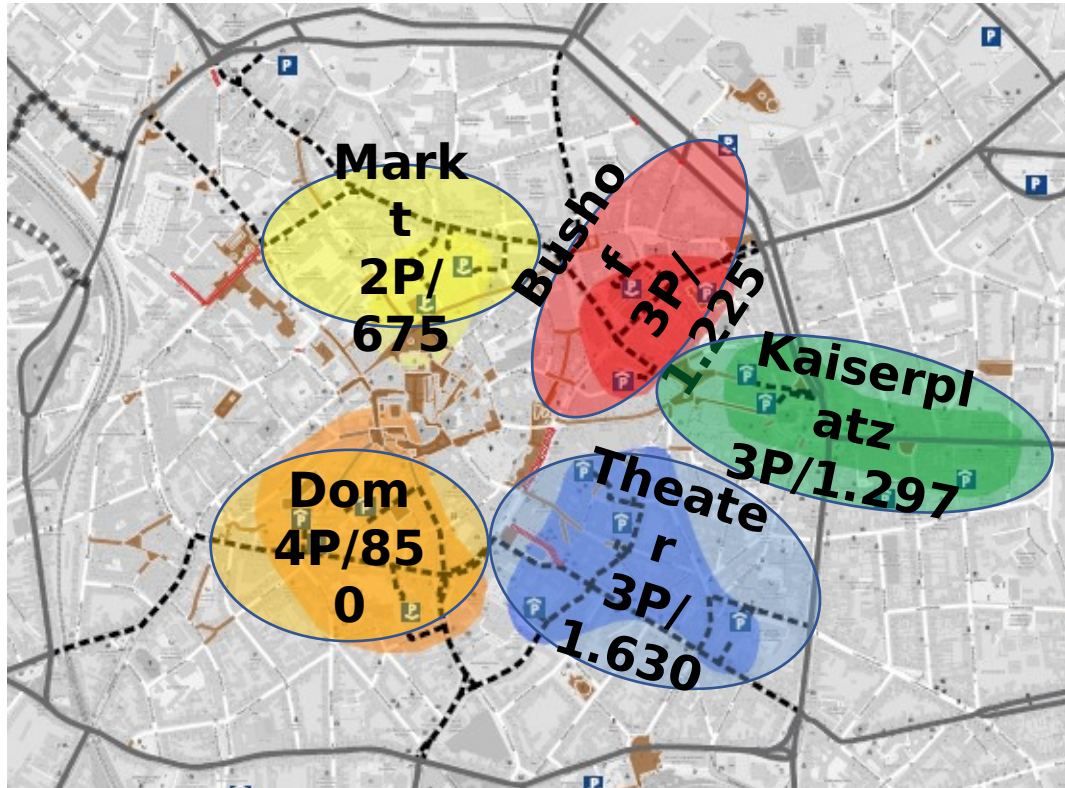 Mark
t
2P/
675
Busho
f
3P/
1.225
Kaiserpl
atz
3P/1.297
Dom
4P/85
0
Theate
r
3P/
1.630
P
P
P